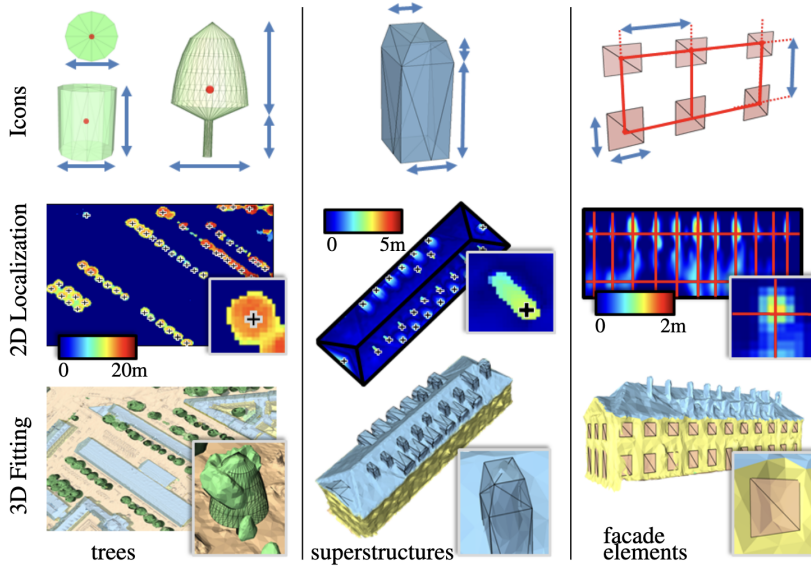 Icons
0 5m
2D Localization
0 20m
0 2m
3D Fitting
trees
superstructures
facade
elements